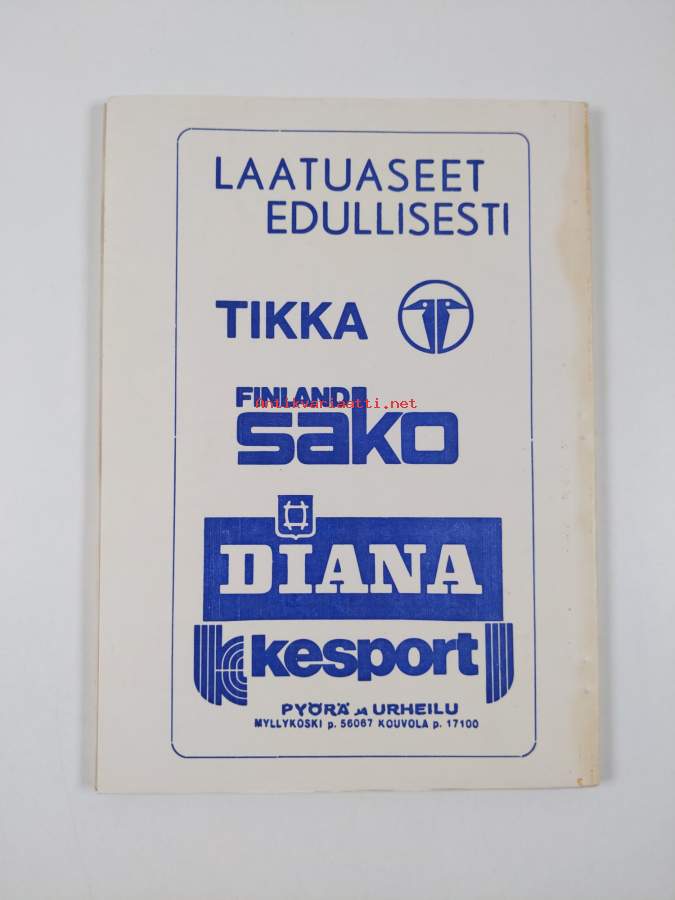 LAATUASEET
EDULLISESTI
TIKKA
FINLAND
Antikvariaatti.net
sako
DIANA
kesport
PYÖRÄ JA URHEILU
MYLLYKOSKI p. 56067 KOUVOLA p. 17100